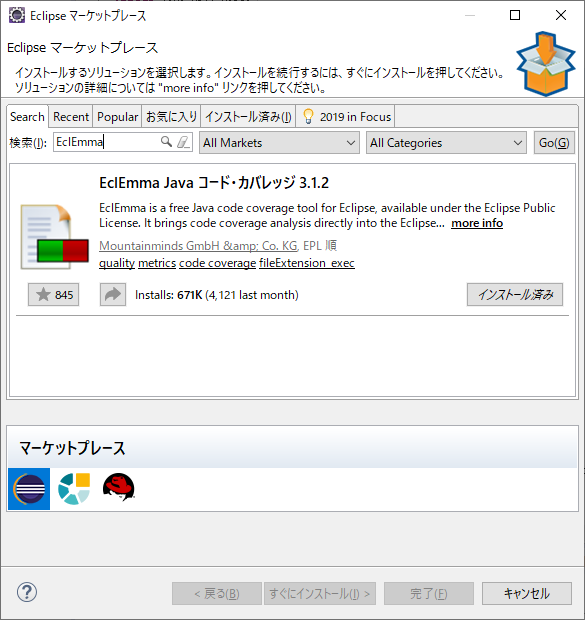 Eclipse マーケットプレース
Eclipse マーケットプレース
インストールするソリューションを選択します。インストールを続行するには、すぐにインストールを押してください。
ソリューションの詳細については "more info" リンクを押してください。
Search Recent Popular お気に入り インストール済み(I) 2019 in Focus
検索(I): EclEmma All Markets All Categories Go(G)
EclEmma Java コード・カバレッジ 3.1.2
EclEmma is a free Java code coverage tool for Eclipse, available under the Eclipse Public
License. It brings code coverage analysis directly into the Eclipse... more info
Mountainminds GmbH &amp; Co. KG, EPL 順
quality metrics code coverage fileExtension_exec
845 Installs: 671K (4,121 last month) インストール済み
マーケットプレース
? < 戻る(B) すぐにインストール(I) > 完了(F) キャンセル